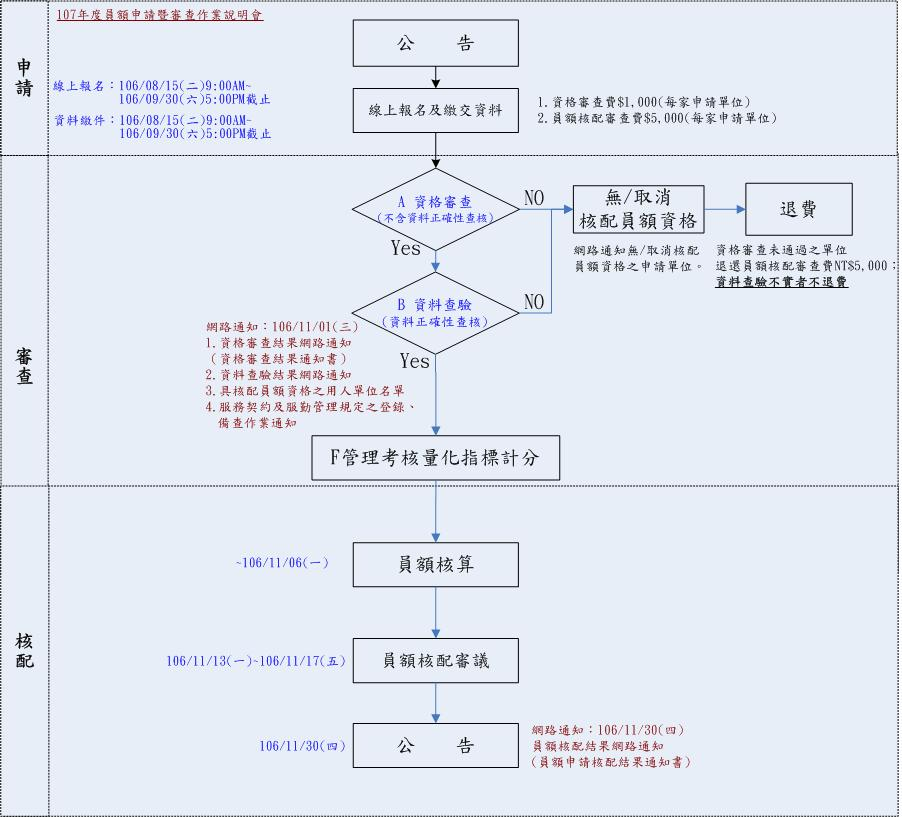 107年度員額申請暨審查作業說明會
申請
公　告
線上報名：106/08/15(二)9:00AM~
106/09/30(六)5:00PM截止
資料繳件：106/08/15(二)9:00AM~
106/09/30(六)5:00PM截止
線上報名及繳交資料
1.資格審查費$1,000(每家申請單位)
2.員額核配審查費$5,000(每家申請單位)
審查
A 資格審查
(不含資料正確性查核)
NO
Yes
無/取消
核配員額資格
退費
網路通知無/取消核配
員額資格之申請單位。
資格審查未通過之單位
退還員額核配審查費NT$5,000；
資料查驗不實者不退費
B 資料查驗
(資料正確性查核)
NO
Yes
網路通知：106/11/01(三)
1.資格審查結果網路通知
(資格審查結果通知書)
2.資料查驗結果網路通知
3.具核配員額資格之用人單位名單
4.服務契約及服勤管理規定之登錄、
備查作業通知
F管理考核量化指標計分
核配
~106/11/06(一)
員額核算
106/11/13(一)~106/11/17(五)
員額核配審議
106/11/30(四)
公　告
網路通知：106/11/30(四)
員額核配結果網路通知
(員額申請核配結果通知書)